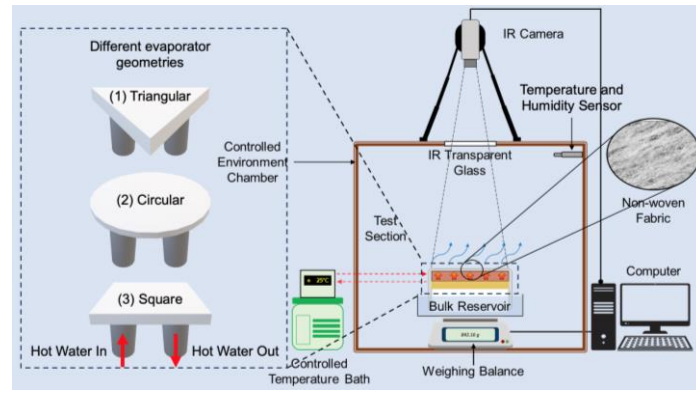 Different evaporator
geometries
(1) Triangular
(2) Circular
(3) Square
Hot Water In
Hot Water Out
Controlled
Environment
Chamber
IR Camera
Temperature and
Humidity Sensor
IR Transparent
Glass
Non-woven
Fabric
Test
Section
25°C
Bulk Reservoir
Computer
Controlled
Temperature Bath
Weighing Balance